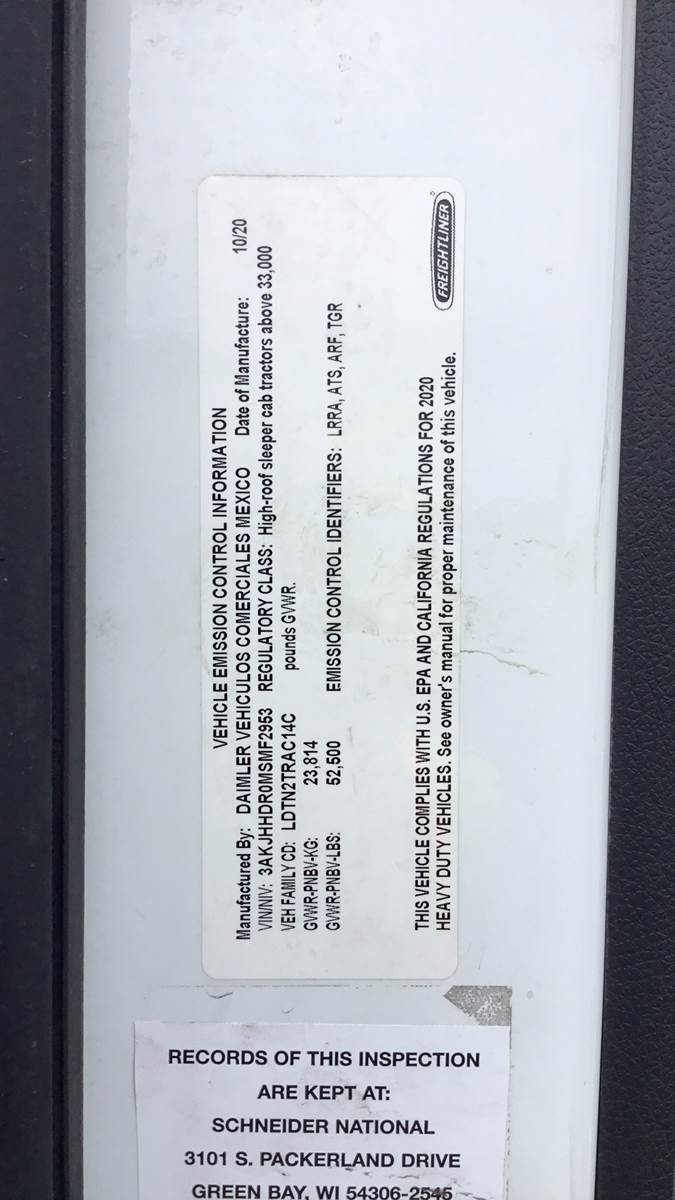 VEHICLE EMISSION CONTROL INFORMATION
Manufactured By: DAIMLER VEHICULOS COMERCIALES MEXICO Date of Manufacture: 10/20
VIN/NIV: 3AKJHHDR0MSMF2953 REGULATORY CLASS: High-roof sleeper cab tractors above 33,000
VEH FAMILY CD: LDTN2TRAC14C pounds GVWR.
GVWR-PNBV-KG: 23,814
GVWR-PNBV-LBS: 52,500 EMISSION CONTROL IDENTIFIERS: LRRA, ATS, ARF, TGR
THIS VEHICLE COMPLIES WITH U.S. EPA AND CALIFORNIA REGULATIONS FOR 2020
HEAVY DUTY VEHICLES. See owner's manual for proper maintenance of this vehicle.
FREIGHTLINER
RECORDS OF THIS INSPECTION
ARE KEPT AT:
SCHNEIDER NATIONAL
3101 S. PACKERLAND DRIVE
GREEN BAY, WI 54306-2545